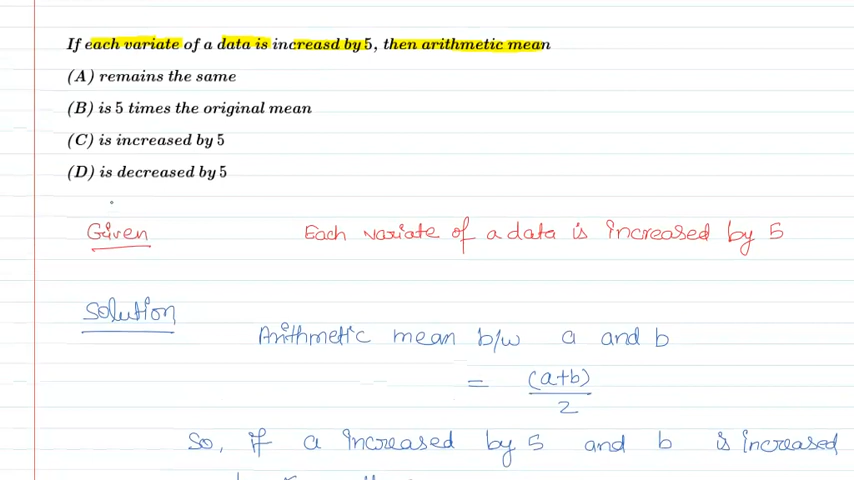 If each variate of a data is increasd by 5, then arithmetic mean
(A) remains the same
(B) is 5 times the original mean
(C) is increased by 5
(D) is decreased by 5
Given Each variate of a data is increased by 5
Solution
Arithmetic mean b/w a and b
= (a+b)
2
So, if a increased by 5 and b is increased